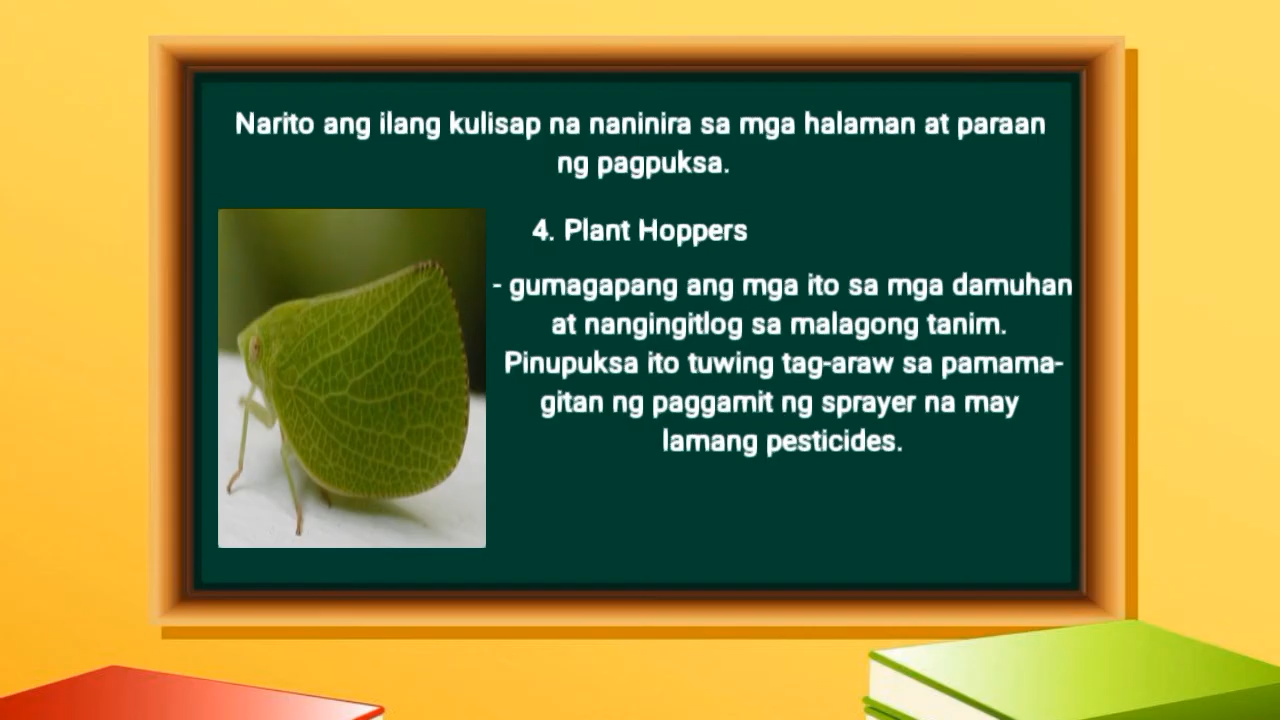 Narito ang ilang kulisap na naninira sa mga halaman at paraan
ng pagpuksa.
4. Plant Hoppers
- gumagapang ang mga ito sa mga damuhan
at nangingitlog sa malagong tanim.
Pinupuksa ito tuwing tag-araw sa pamama-
gitan ng paggamit ng sprayer na may
lamang pesticides.